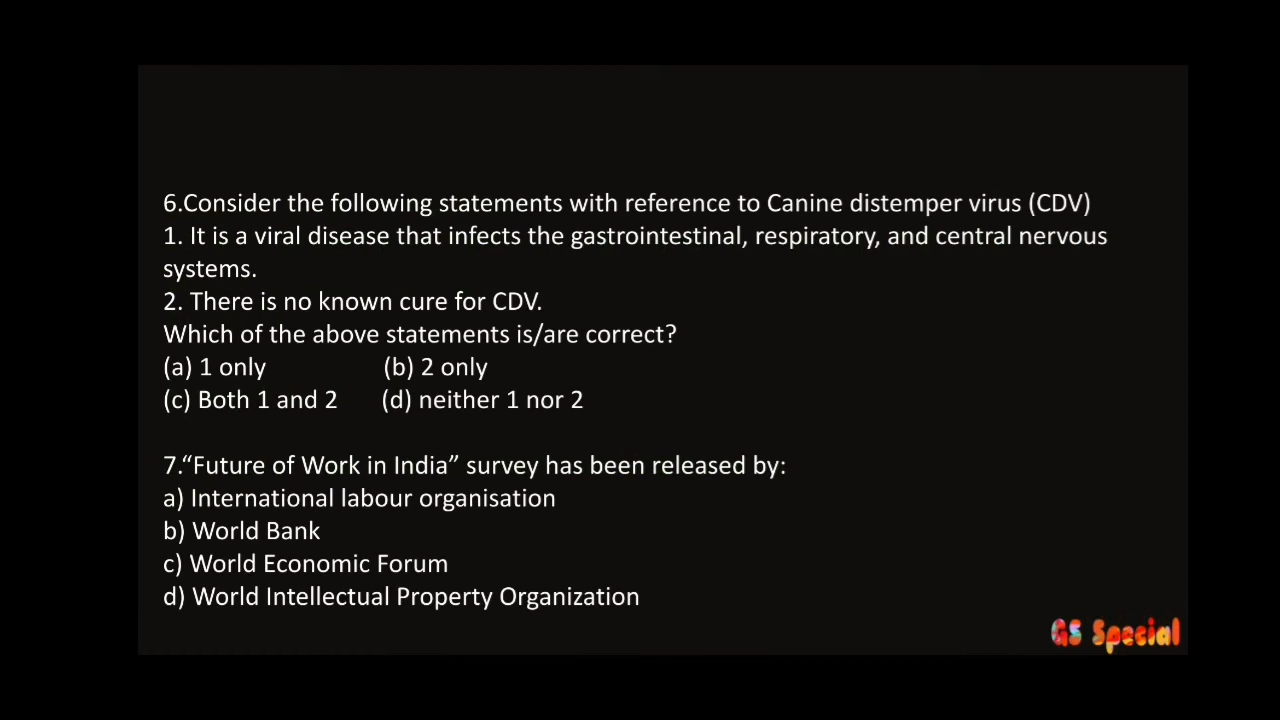 6.Consider the following statements with reference to Canine distemper virus (CDV)
1. It is a viral disease that infects the gastrointestinal, respiratory, and central nervous
systems.
2. There is no known cure for CDV.
Which of the above statements is/are correct?
(a) 1 only (b) 2 only
(c) Both 1 and 2 (d) neither 1 nor 2
7.“Future of Work in India” survey has been released by:
a) International labour organisation
b) World Bank
c) World Economic Forum
d) World Intellectual Property Organization
GS Special